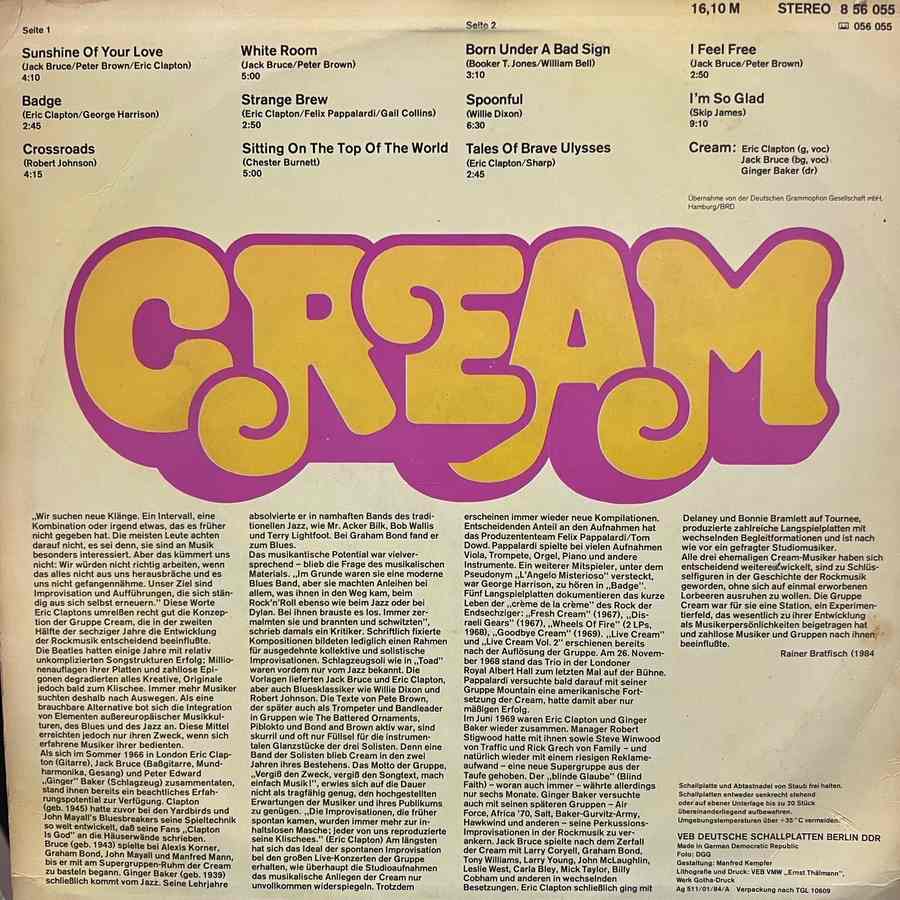 16,10 M STEREO 8 56 055
056 055
Seite 1
Seite 2
Sunshine Of Your Love
(Jack Bruce/Peter Brown/Eric Clapton)
4:10
Badge
(Eric Clapton/George Harrison)
2:45
Crossroads
(Robert Johnson)
4:15
White Room
(Jack Bruce/Peter Brown)
5:00
Strange Brew
(Eric Clapton/Felix Pappalardi/Gail Collins)
2:50
Sitting On The Top Of The World
(Chester Burnett)
5:00
Born Under A Bad Sign
(Booker T. Jones/William Bell)
3:10
Spoonful
(Willie Dixon)
6:30
Tales Of Brave Ulysses
(Eric Clapton/Sharp)
2:45
I Feel Free
(Jack Bruce/Peter Brown)
2:50
I'm So Glad
(Skip James)
9:10
Cream: Eric Clapton (g, voc)
Jack Bruce (bg, voc)
Ginger Baker (dr)
Übernahme von der Deutschen Grammophon Gesellschaft mbH,
Hamburg/BRD
CREAM
„Wir suchen neue Klänge. Ein Intervall, eine
Kombination oder irgend etwas, das es früher
nicht gegeben hat. Die meisten Leute achten
darauf nicht, es sei denn, sie sind an Musik
besonders interessiert. Aber das kümmert uns
nicht: Wir würden nicht richtig arbeiten, wenn
das alles nicht aus uns herausbräche und es
uns nicht gefangennähme. Unser Ziel sind
Improvisation und Aufführungen, die sich stän-
dig aus sich selbst erneuern.“ Diese Worte
Eric Claptons umreißen recht gut die Konzep-
tion der Gruppe Cream, die in der zweiten
Hälfte der sechziger Jahre die Entwicklung
der Rockmusik entscheidend beeinflußte.
Die Beatles hatten einige Jahre mit relativ
unkomplizierten Songstrukturen Erfolg; Millio-
nenauflagen ihrer Platten und zahllose Epi-
gonen degradierten alles Kreative, Originale
jedoch bald zum Klischee. Immer mehr Musiker
suchten deshalb nach Auswegen. Als eine
brauchbare Alternative bot sich die Integration
von Elementen außereuropäischer Musikkul-
turen, des Blues und des Jazz an. Diese Mittel
erreichten jedoch nur ihren Zweck, wenn sich
erfahrene Musiker ihrer bedienten.
Als sich im Sommer 1966 in London Eric Clap-
ton (Gitarre), Jack Bruce (Baßgitarre, Mund-
harmonika, Gesang) und Peter Edward
„Ginger“ Baker (Schlagzeug) zusammentaten,
stand ihnen bereits ein beachtliches Erfah-
rungspotential zur Verfügung. Clapton
(geb. 1945) hatte zuvor bei den Yardbirds und
John Mayall's Bluesbreakers seine Spieltechnik
so weit entwickelt, daß seine Fans „Clapton
Is God“ an die Häuserwände schrieben.
Bruce (geb. 1943) spielte bei Alexis Korner,
Graham Bond, John Mayall und Manfred Mann,
bis er mit am Supergruppen-Ruhm der Cream
zu basteln begann. Ginger Baker (geb. 1939)
schließlich kommt vom Jazz. Seine Lehrjahre
absolvierte er in namhaften Bands des tradi-
tionellen Jazz, wie Mr. Acker Bilk, Bob Wallis
und Terry Lightfoot. Bei Graham Bond fand er
zum Blues.
Das musikantische Potential war vielver-
sprechend – blieb die Frage des musikalischen
Materials. „Im Grunde waren sie eine moderne
Blues Band, aber sie machten Anleihen bei
allem, was ihnen in den Weg kam, beim
Rock'n'Roll ebenso wie beim Jazz oder bei
Dylan. Bei ihnen brauste es los. Immer zer-
malmten sie und brannten und schwitzten“,
schrieb damals ein Kritiker. Schriftlich fixierte
Kompositionen bildeten lediglich einen Rahmen
für ausgedehnte kollektive und solistische
Improvisationen. Schlagzeugsoli wie in „Toad“
waren vordem nur vom Jazz bekannt. Die
Vorlagen lieferten Jack Bruce und Eric Clapton,
aber auch Bluesklassiker wie Willie Dixon und
Robert Johnson. Die Texte von Pete Brown,
der später auch als Trompeter und Bandleader
in Gruppen wie The Battered Ornaments,
Piblokto und Bond and Brown aktiv war, sind
skurril und oft nur Füllsel für die instrumen-
talen Glanzstücke der drei Solisten. Denn eine
Band der Solisten blieb Cream in den zwei
Jahren ihres Bestehens. Das Motto der Gruppe,
„Vergiß den Zweck, vergiß den Songtext, mach
einfach Musik!“, erwies sich auf die Dauer
nicht als tragfähig genug, den hochgestellten
Erwartungen der Musiker und ihres Publikums
zu genügen. „Die Improvisationen, die früher
spontan kamen, wurden immer mehr zur in-
haltslosen Masche; jeder von uns reproduzierte
seine Klischees.“ (Eric Clapton) Am längsten
hat sich das Ideal der spontanen Improvisation
bei den großen Live-Konzerten der Gruppe
erhalten, wie überhaupt die Studioaufnahmen
das musikalische Anliegen der Cream nur
unvollkommen widerspiegeln. Trotzdem
erscheinen immer wieder neue Kompilationen.
Entscheidenden Anteil an den Aufnahmen hat
das Produzententeam Felix Pappalardi/Tom
Dowd. Pappalardi spielte bei vielen Aufnahmen
Viola, Trompete, Orgel, Piano und andere
Instrumente. Ein weiterer Mitspieler, unter dem
Pseudonym „L'Angelo Misterioso“ versteckt,
war George Harrison, zu hören in „Badge“.
Fünf Langspielplatten dokumentieren das kurze
Leben der „crème de la crème“ des Rock der
Endsechziger: „Fresh Cream“ (1967), „Dis-
raeli Gears“ (1967), „Wheels Of Fire“ (2 LPs,
1968), „Goodbye Cream“ (1969). „Live Cream“
und „Live Cream Vol. 2“ erschienen bereits
nach der Auflösung der Gruppe. Am 26. Novem-
ber 1968 stand das Trio in der Londoner
Royal Albert Hall zum letzten Mal auf der Bühne.
Pappalardi versuchte bald darauf mit seiner
Gruppe Mountain eine amerikanische Fort-
setzung der Cream, hatte damit aber nur
mäßigen Erfolg.
Im Juni 1969 waren Eric Clapton und Ginger
Baker wieder zusammen. Manager Robert
Stigwood hatte mit ihnen sowie Steve Winwood
von Traffic und Rick Grech von Family – und
natürlich wieder mit einem riesigen Reklame-
aufwand – eine neue Supergruppe aus der
Taufe gehoben. Der „blinde Glaube“ (Blind
Faith) – woran auch immer – währte allerdings
nur sechs Monate. Ginger Baker versuchte
auch mit seinen späteren Gruppen – Air
Force, Africa '70, Salt, Baker-Gurvitz-Army,
Hawkwind und anderen – seine Perkussions-
Improvisationen in der Rockmusik zu ver-
ankern. Jack Bruce spielte nach dem Zerfall
der Cream mit Larry Coryell, Graham Bond,
Tony Williams, Larry Young, John McLaughlin,
Leslie West, Carla Bley, Mick Taylor, Billy
Cobham und anderen in wechselnden
Besetzungen. Eric Clapton schließlich ging mit
Delaney und Bonnie Bramlett auf Tournee,
produzierte zahlreiche Langspielplatten mit
wechselnden Begleitformationen und ist nach
wie vor ein gefragter Studiomusiker.
Alle drei ehemaligen Cream-Musiker haben sich
entscheidend weiterentwickelt, sind zu Schlüs-
selfiguren in der Geschichte der Rockmusik
geworden, ohne sich auf einmal erworbenen
Lorbeeren ausruhen zu wollen. Die Gruppe
Cream war für sie eine Station, ein Experimen-
tierfeld, das wesentlich zu ihrer Entwicklung
als Musikerpersönlichkeiten beigetragen hat
und zahllose Musiker und Gruppen nach ihnen
beeinflußte.
Rainer Bratfisch (1984
Schallplatte und Abtastnadel von Staub frei halten.
Schallplatten entweder senkrecht stehend
oder auf ebener Unterlage bis zu 20 Stück
übereinanderliegend aufbewahren.
Umgebungstemperaturen über +30 °C vermeiden.
VEB DEUTSCHE SCHALLPLATTEN BERLIN DDR
Made in German Democratic Republic
Foto: DGG
Gestaltung: Manfred Kempfer
Lithografie und Druck: VEB VMW „Ernst Thälmann“,
Werk Gotha-Druck
Ag 511/01/84/A Verpackung nach TGL 10609